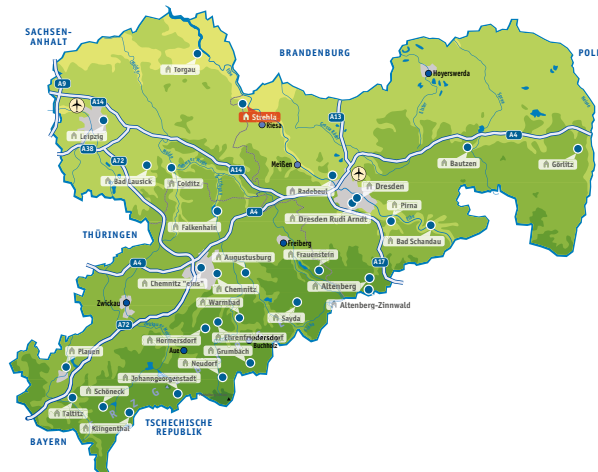 SACHSEN-
ANHALT
BRANDENBURG
POL
Torgau
Hoyerswerda
A9
A14
Strehla
Riesa
A13
Leipzig
A4
A38
A72
Meißen
A14
Bautzen
Görlitz
Bad Lausick
Colditz
Radebeul
Dresden
Pirna
Dresden Rudi Arndt
A4
Falkenhain
THÜRINGEN
Bad Schandau
Freiberg
Augustusburg
Frauenstein
A4
A17
Chemnitz "eins"
Chemnitz
Altenberg
Zwickau
Warmbad
Altenberg-Zinnwald
Sayda
A72
Hormersdorf
Buchholz
Aue
Grumbach
Plauen
Neudorf
Johanngeorgenstadt
Schöneck
Taltitz
Klingenthal
TSCHECHISCHE
REPUBLIK
BAYERN